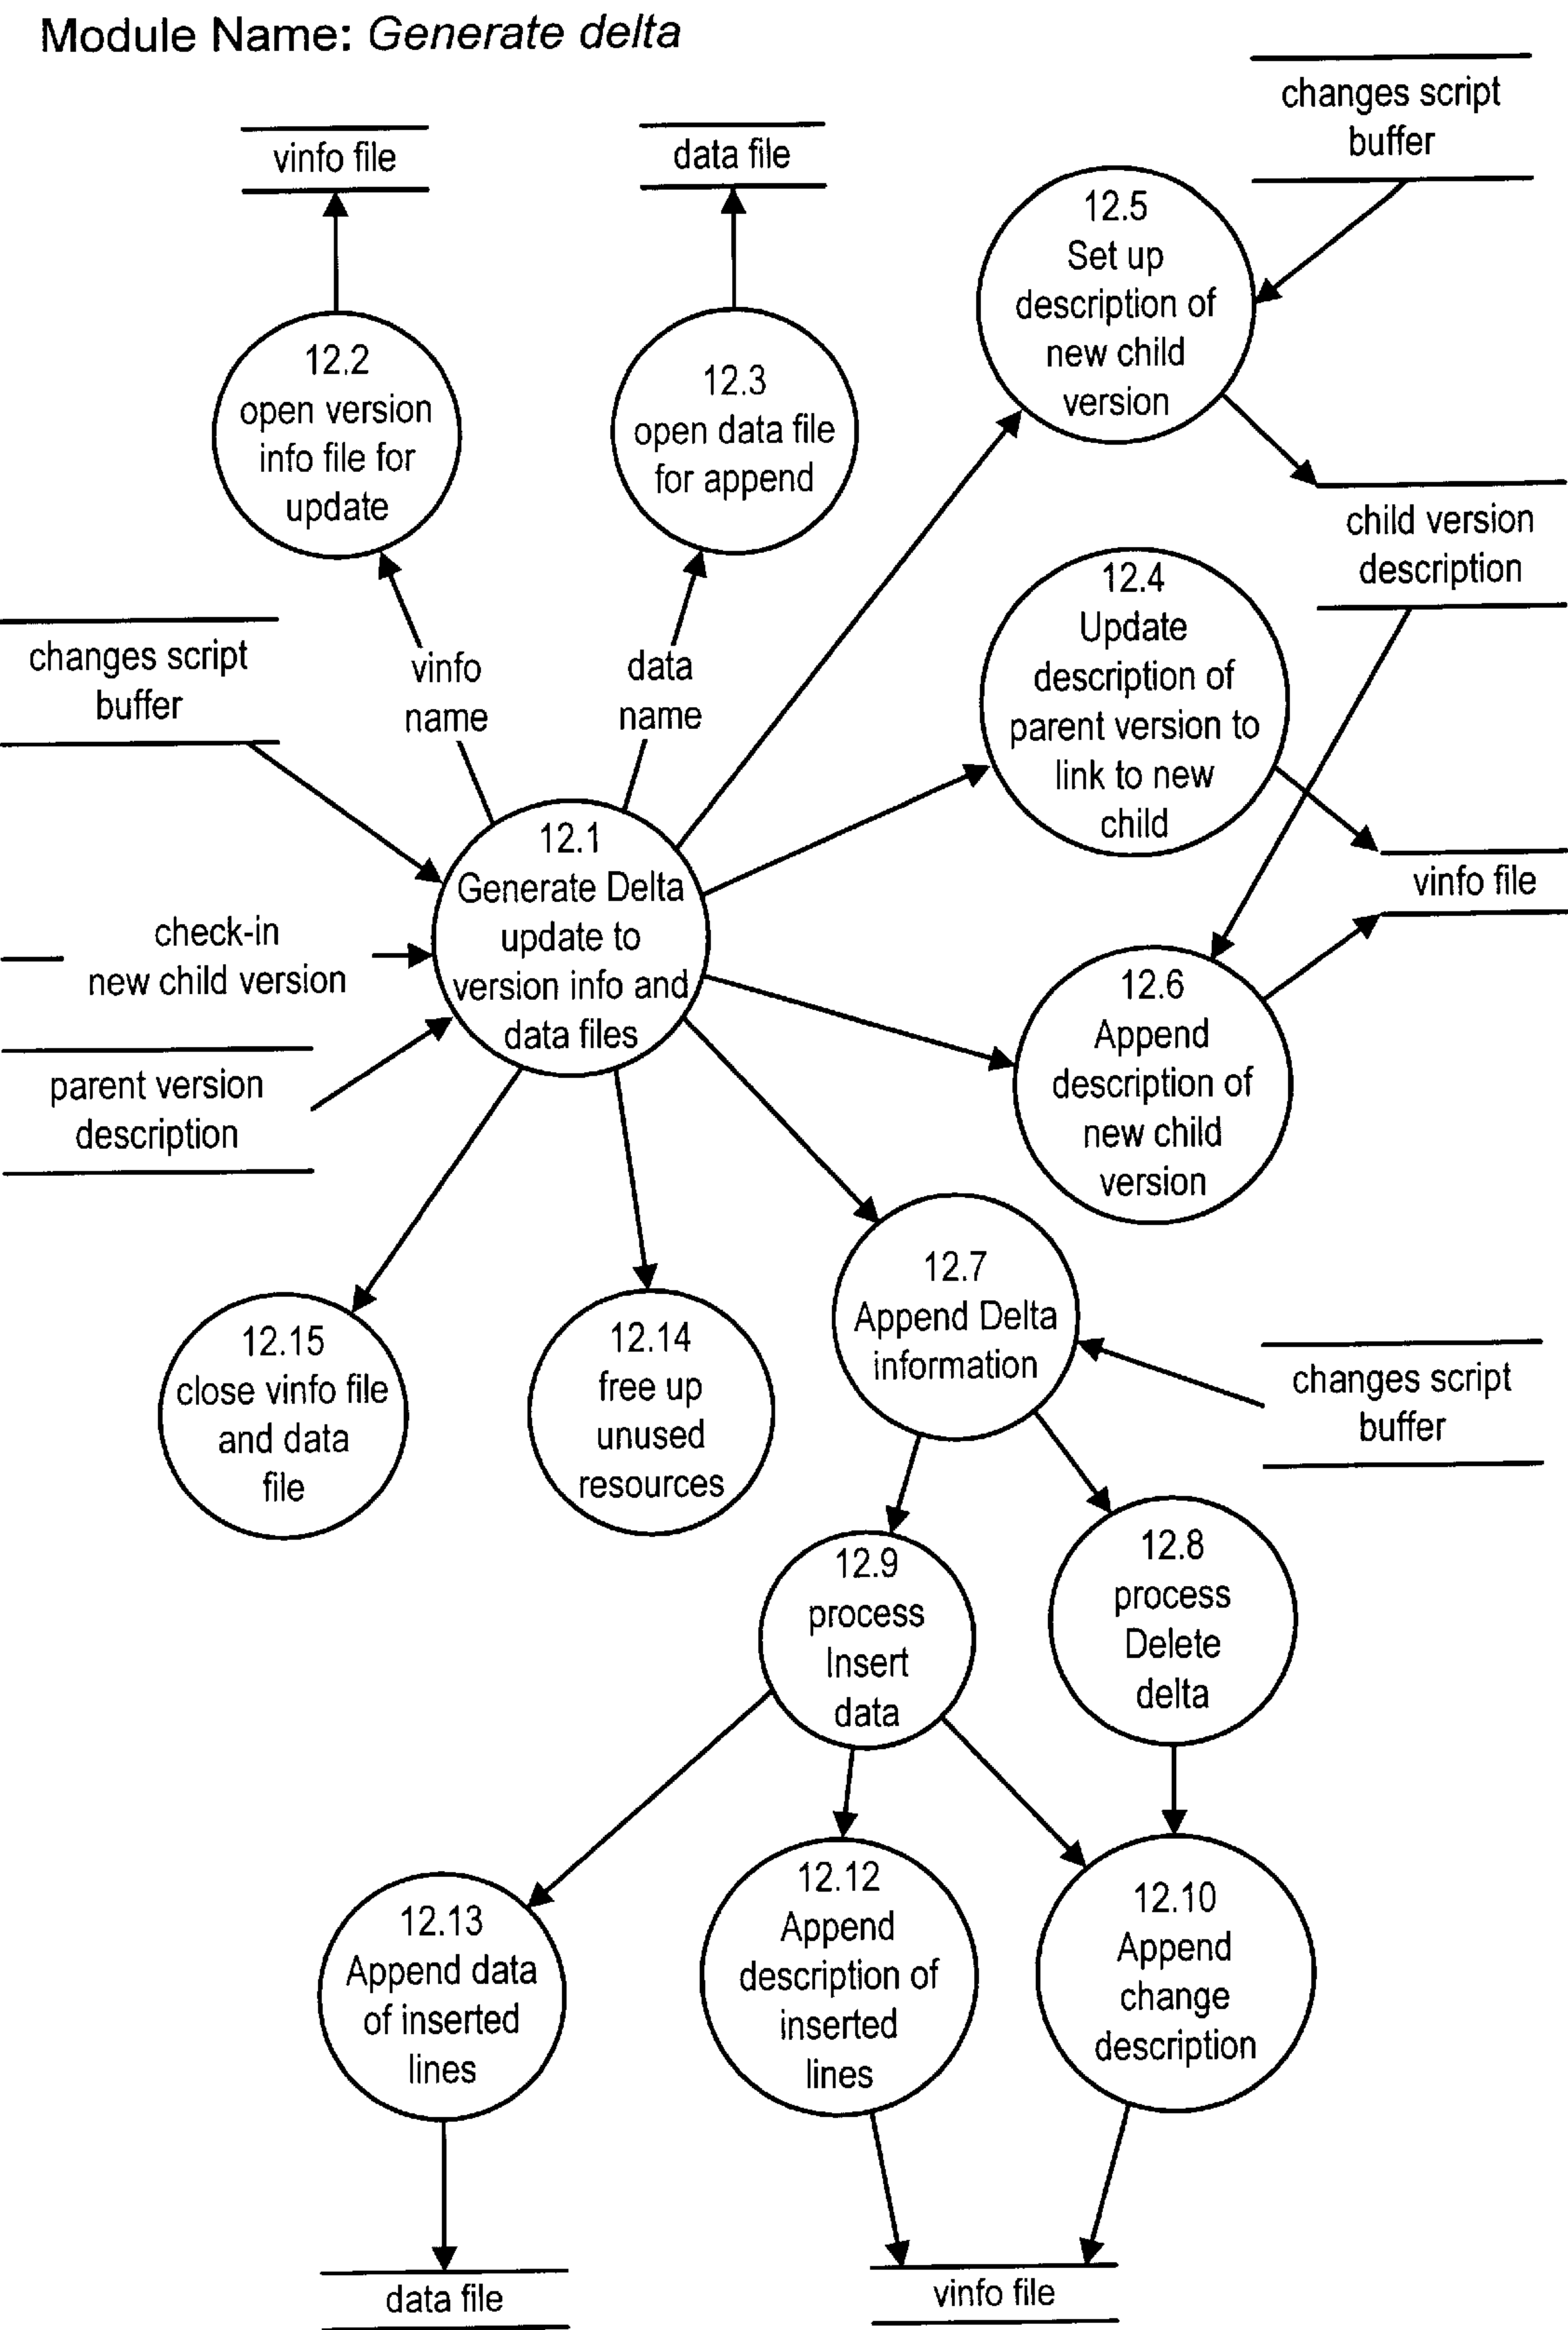 Module Name: Generate delta
changes script
buffer
vinfo file
data file
12.5
Set up
description of
new child
version
12.2
open version
info file for
update
12.3
open data file
for append
child version
description
12.4
Update
description of
parent version to
link to new
child
changes script
buffer
vinfo
name
data
name
vinfo file
12.1
Generate Delta
update to
version info and
data files
check-in
new child version
12.6
Append
description of
new child
version
parent version
description
12.7
Append Delta
information
12.15
close vinfo file
and data
file
12.14
free up
unused
resources
changes script
buffer
12.9
process
Insert
data
12.8
process
Delete
delta
12.13
Append data
of inserted
lines
12.12
Append
description of
inserted
lines
12.10
Append
change
description
data file
vinfo file